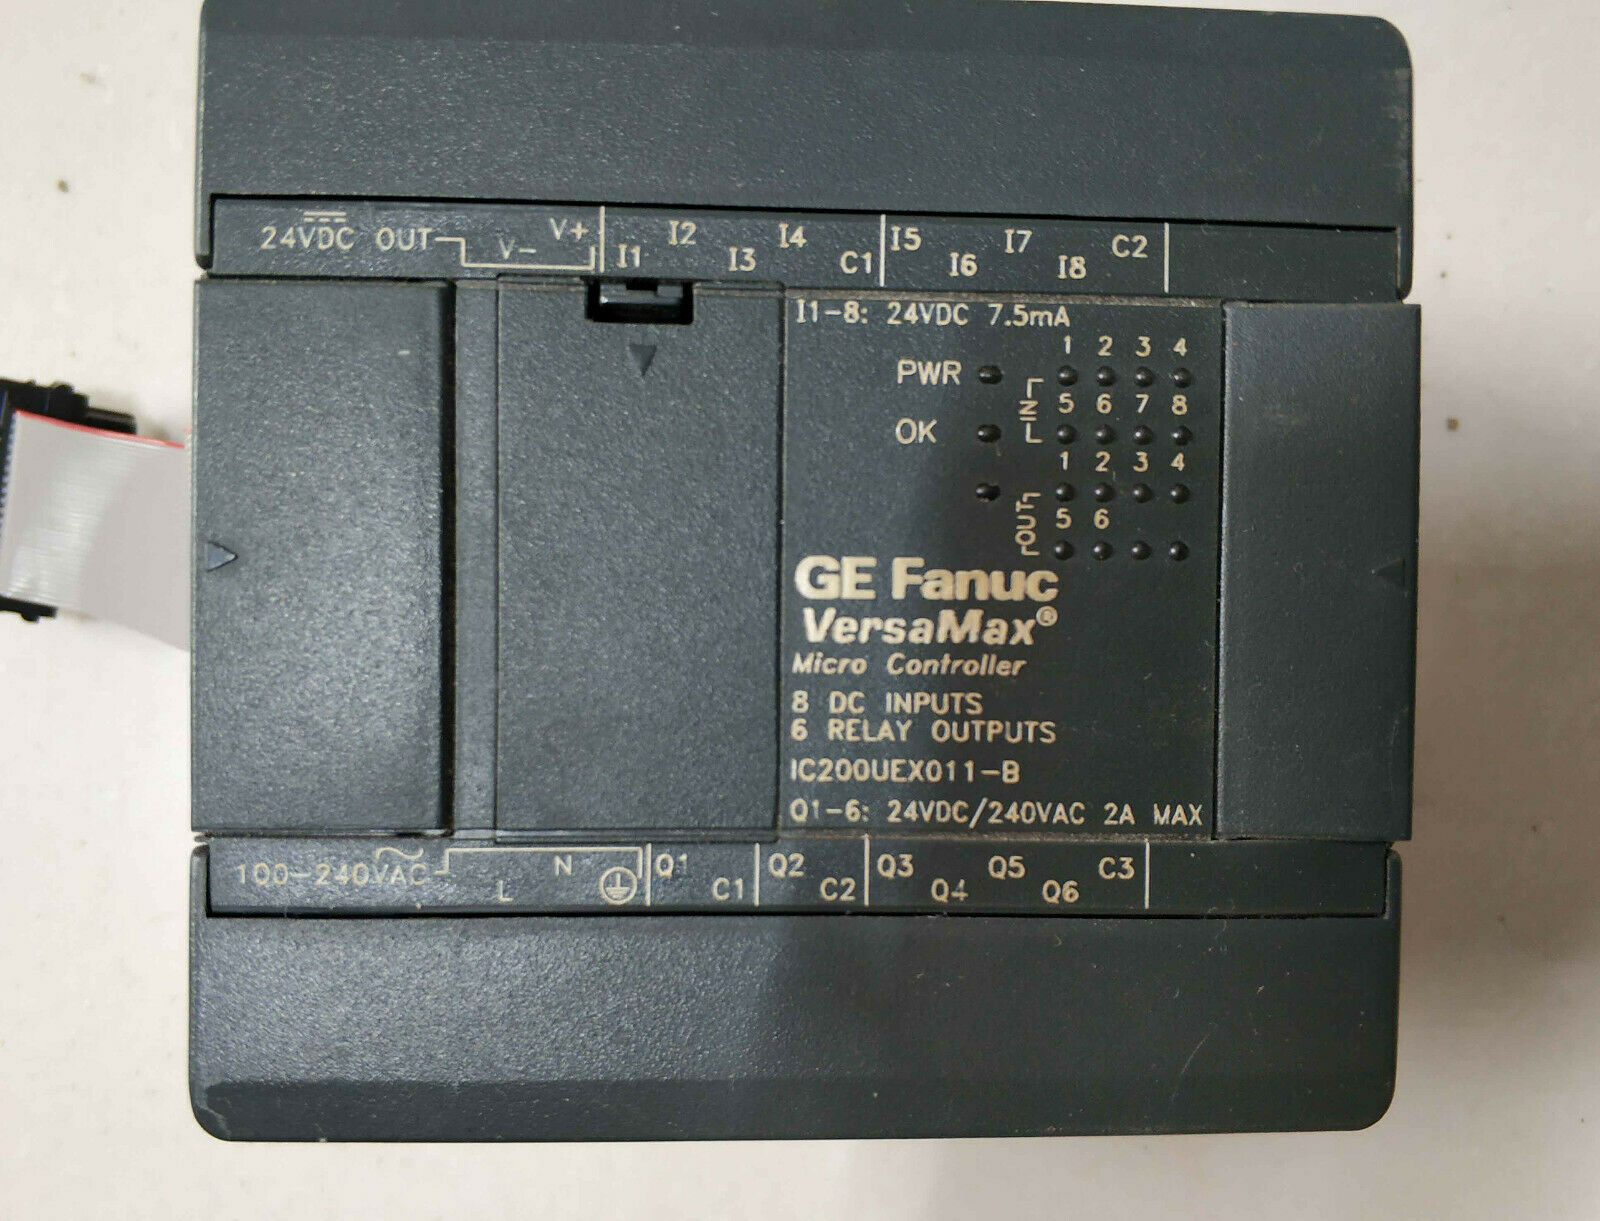 24VDC OUT V- V+ I1 I2 I3 I4 C1 I5 I6 I7 I8 C2
I1-8: 24VDC 7.5mA
1 2 3 4
PWR
IN
5 6 7 8
OK
1 2 3 4
OUT
5 6
GE Fanuc
VersaMax®
Micro Controller
8 DC INPUTS
6 RELAY OUTPUTS
IC200UEX011-B
Q1-6: 24VDC/240VAC 2A MAX
100-240VAC L N Q1 C1 Q2 C2 Q3 Q4 Q5 Q6 C3